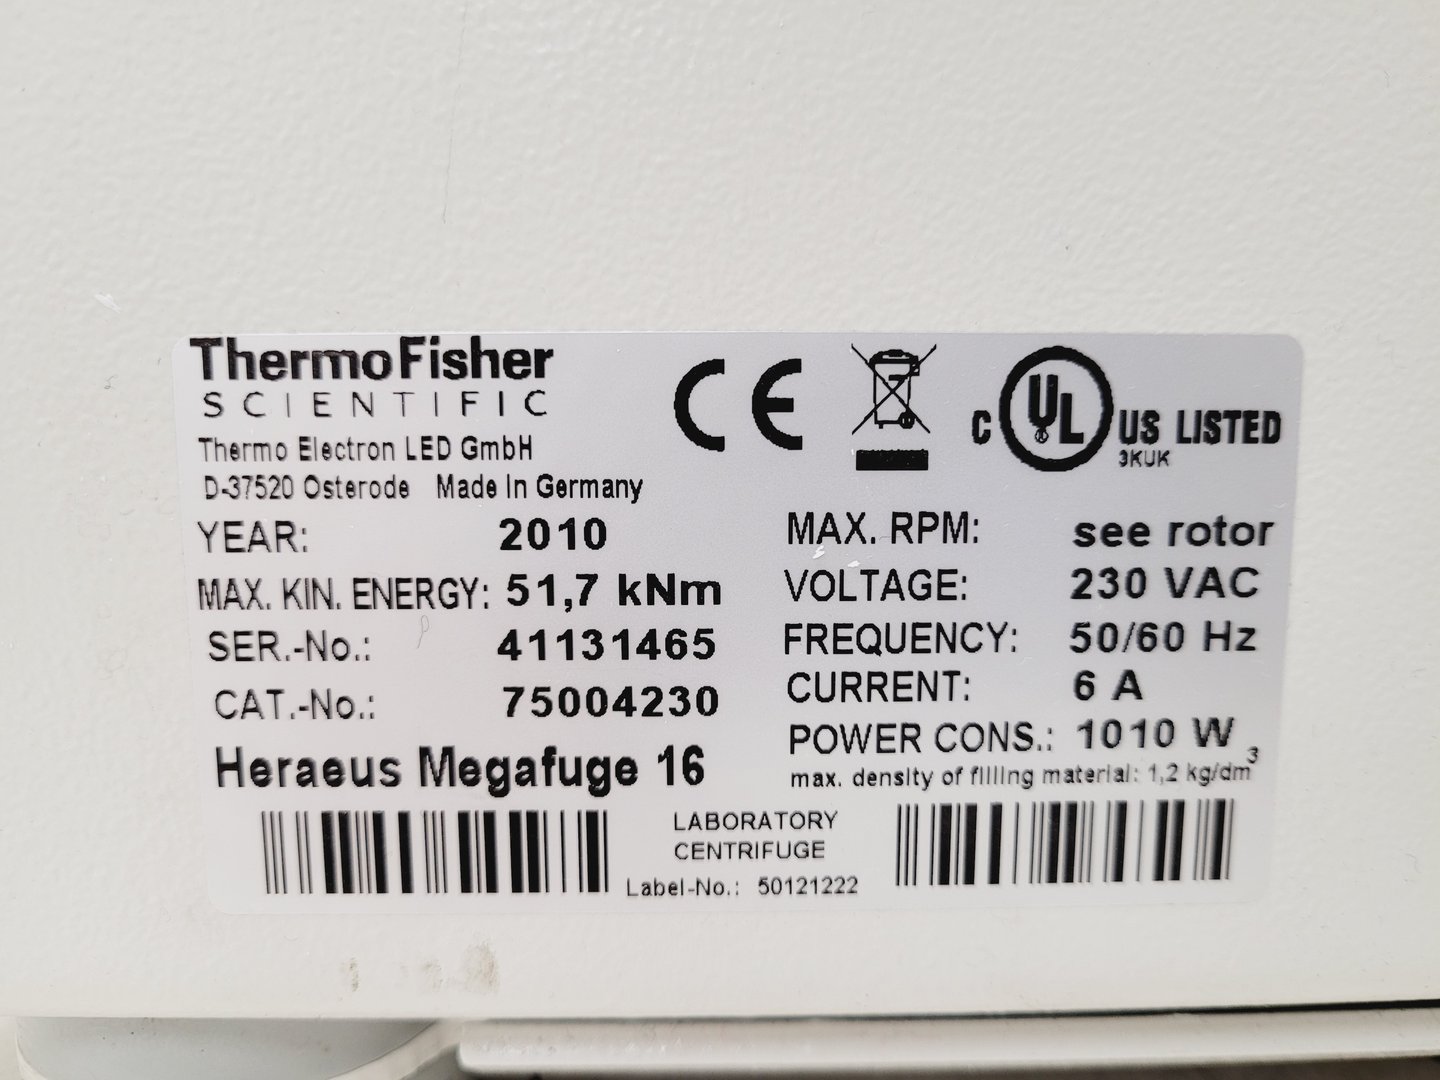 ThermoFisher
SCIENTIFIC
Thermo Electron LED GmbH
D-37520 Osterode Made In Germany
YEAR: 2010
MAX. KIN. ENERGY: 51,7 kNm
SER.-No.: 41131465
CAT.-No.: 75004230
Heraeus Megafuge 16
CE
C UL US LISTED
3KUK
MAX. RPM: see rotor
VOLTAGE: 230 VAC
FREQUENCY: 50/60 Hz
CURRENT: 6 A
POWER CONS.: 1010 W
max. density of filling material: 1,2 kg/dm³
LABORATORY
CENTRIFUGE
Label-No.: 50121222